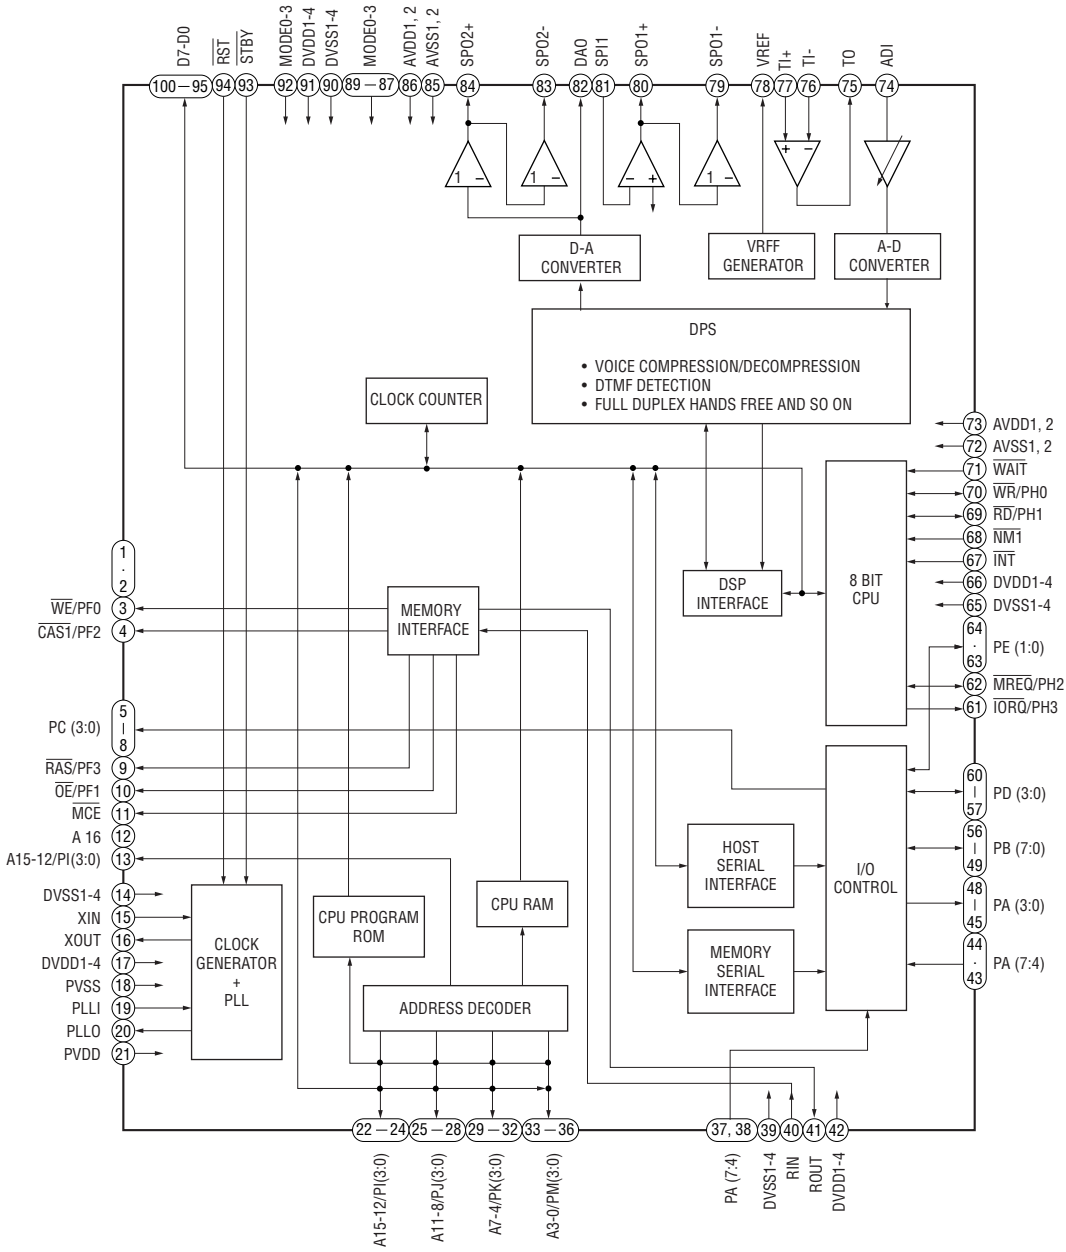 D7-D0
RST
STBY
MODE0-3
DVDD1-4
DVSS1-4
MODE0-3
AVDD1, 2
AVSS1, 2
SPO2+
SPO2-
DAO
SPI1
SPO1+
SPO1-
VREF
TI+
TI-
TO
ADI
100 — 95
94
93
92
91
90
89 — 87
86
85
84
83
82
81
80
79
78
77
76
75
74
1 −
1 −
− +
1 −
+ −
D-A
CONVERTER
VRFF
GENERATOR
A-D
CONVERTER
DPS
• VOICE COMPRESSION/DECOMPRESSION
• DTMF DETECTION
• FULL DUPLEX HANDS FREE AND SO ON
CLOCK COUNTER
73 AVDD1, 2
72 AVSS1, 2
71 WAIT
70 WR/PH0
69 RD/PH1
68 NM1
67 INT
66 DVDD1-4
65 DVSS1-4
64
·
63
PE (1:0)
62 MREQ/PH2
61 IORQ/PH3
8 BIT
CPU
DSP
INTERFACE
MEMORY
INTERFACE
1
·
2
WE/PF0 3
CAS1/PF2 4
PC (3:0)
5
|
8
RAS/PF3 9
OE/PF1 10
MCE 11
A 16 12
A15-12/PI(3:0) 13
DVSS1-4 14
XIN 15
XOUT 16
DVDD1-4 17
PVSS 18
PLLI 19
PLLO 20
PVDD 21
CLOCK
GENERATOR
+
PLL
CPU PROGRAM
ROM
CPU RAM
ADDRESS DECODER
HOST
SERIAL
INTERFACE
MEMORY
SERIAL
INTERFACE
I/O
CONTROL
60
|
57
PD (3:0)
56
|
49
PB (7:0)
48
|
45
PA (3:0)
44
·
43
PA (7:4)
22 — 24
25 — 28
29 — 32
33 — 36
37, 38
39
40
41
42
A15-12/PI(3:0)
A11-8/PJ(3:0)
A7-4/PK(3:0)
A3-0/PM(3:0)
PA (7:4)
DVSS1-4
RIN
ROUT
DVDD1-4